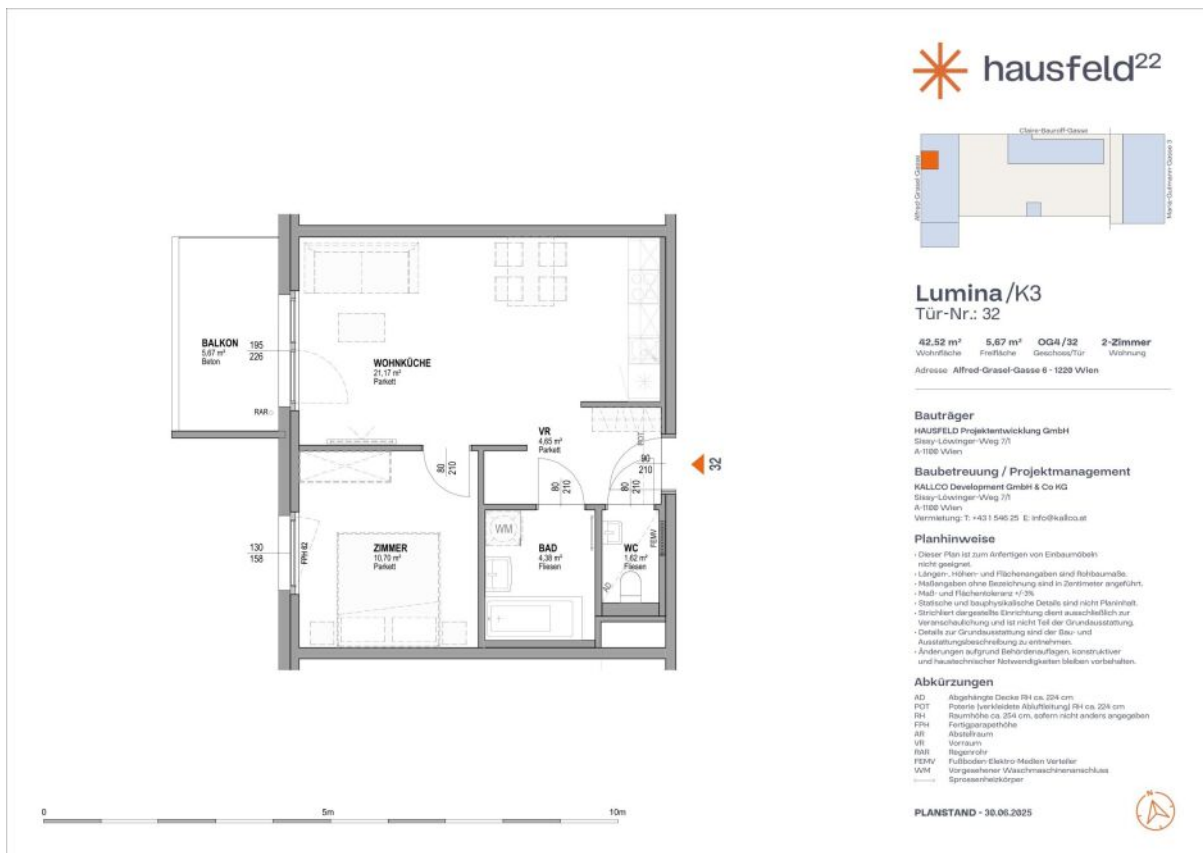 hausfeld²²
Claire-Bauroff-Gasse
Alfred-Grasel-Gasse
Maria-Gutmann-Gasse 3
Lumina/K3
Tür-Nr.: 32
42,52 m² 5,67 m² OG4/32 2-Zimmer
Wohnfläche Freifläche Geschoss/Tür Wohnung
Adresse Alfred-Grasel-Gasse 6 - 1220 Wien
Bauträger
HAUSFELD Projektentwicklung GmbH
Sissy-Löwinger-Weg 7/1
A-1100 Wien
Baubetreuung / Projektmanagement
KALLCO Development GmbH & Co KG
Sissy-Löwinger-Weg 7/1
A-1100 Wien
Vermietung: T: +43 1 546 25 E: info@kallco.at
Planhinweise
- Dieser Plan ist zum Anfertigen von Einbaumöbeln
nicht geeignet.
- Längen-, Höhen- und Flächenangaben sind Rohbaumaße.
- Maßangaben ohne Bezeichnung sind in Zentimeter angeführt.
- Maß- und Flächentoleranz +/-3%
- Statische und bauphysikalische Details sind nicht Planinhalt.
- Strichliert dargestellte Einrichtung dient ausschließlich zur
Veranschaulichung und ist nicht Teil der Grundausstattung.
- Details zur Grundausstattung sind der Bau- und
Ausstattungsbeschreibung zu entnehmen.
- Änderungen aufgrund Behördenauflagen, konstruktiver
und haustechnischer Notwendigkeiten bleiben vorbehalten.
Abkürzungen
AD Abgehängte Decke RH ca. 224 cm
POT Poterie (verkleidete Abluftleitung) RH ca. 224 cm
RH Raumhöhe ca. 254 cm, sofern nicht anders angegeben
FPH Fertigparapethöhe
AR Abstellraum
VR Vorraum
RAR Regenrohr
FEMV Fußboden-Elektro-Medien Verteiler
WM Vorgesehener Waschmaschinenanschluss
Sprossenheizkörper
PLANSTAND - 30.06.2025
N
BALKON
5,67 m²
Beton
195
226
RAR
WOHNKÜCHE
21,17 m²
Parkett
VR
4,65 m²
Parkett
POT
90
210
32
80
210
80
210
80
210
130
158
FPH 62
ZIMMER
10,70 m²
Parkett
WM
BAD
4,38 m²
Fliesen
WC
1,62 m²
Fliesen
FEMV
AD
0 5m 10m